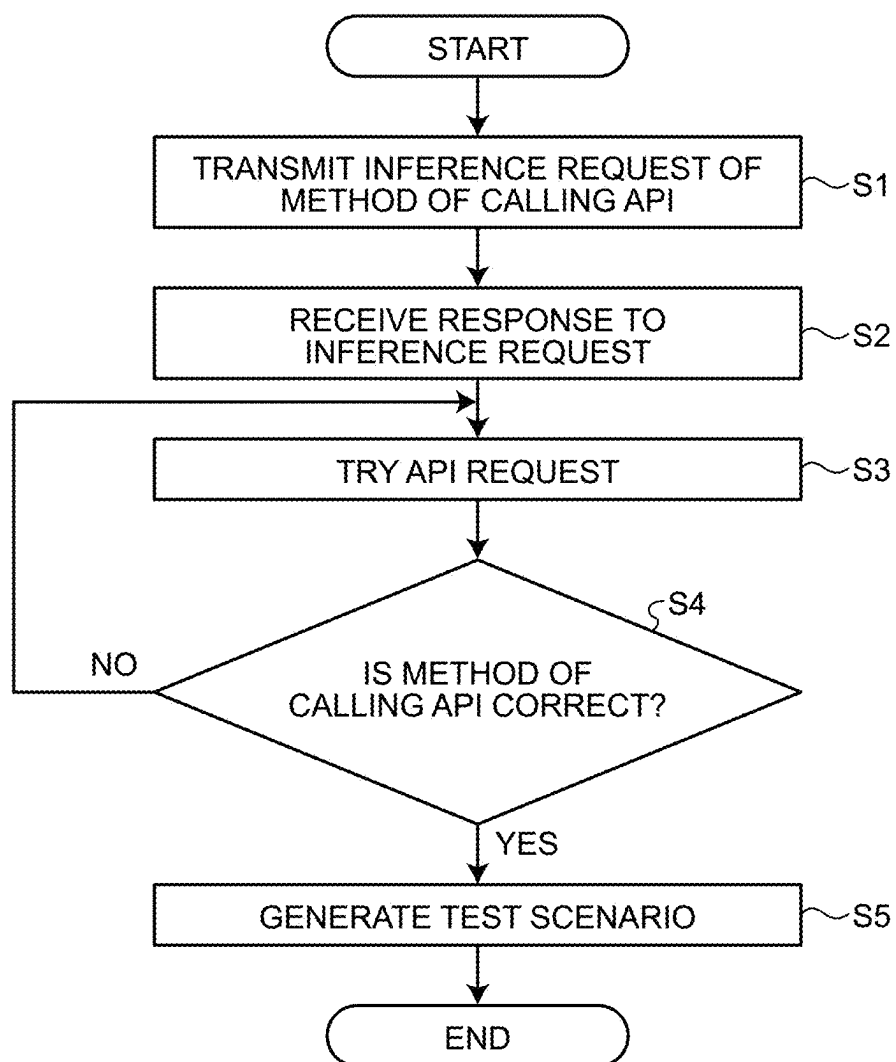 START
TRANSMIT INFERENCE REQUEST OF
METHOD OF CALLING API
S1
RECEIVE RESPONSE TO
INFERENCE REQUEST
S2
TRY API REQUEST
S3
S4
IS METHOD OF
CALLING API CORRECT?
NO
YES
GENERATE TEST SCENARIO
S5
END